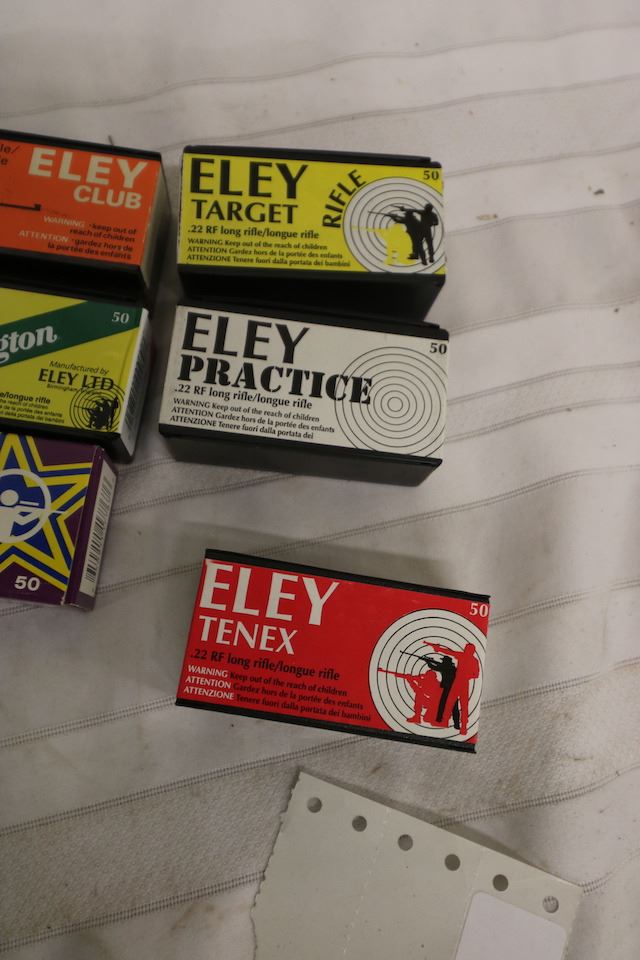 ELEY
CLUB
WARNING · keep out of
reach of children
ATTENTION · gardez hors de
la portée des enfants
ELEY
TARGET
RIFLE
50
.22 RF long rifle/longue rifle
WARNING Keep out of the reach of children
ATTENTION Gardez hors de la portée des enfants
ATTENZIONE Tenere fuori dalla portata dei bambini
50
gton
Manufactured by
ELEY LTD
Birmingham
le/longue rifle
50
ELEY
PRACTICE
50
.22 RF long rifle/longue rifle
WARNING Keep out of the reach of children
ATTENTION Gardez hors de la portée des enfants
ATTENZIONE Tenere fuori dalla portata dei
ELEY
TENEX
50
.22 RF long rifle/longue rifle
WARNING Keep out of the reach of children
ATTENTION Gardez hors de la portée des enfants
ATTENZIONE Tenere fuori dalla portata dei bambini